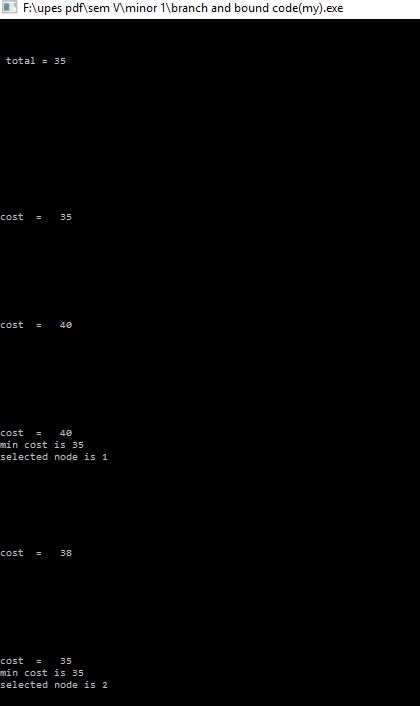 F:\upes pdf\sem V\minor 1\branch and bound code(my).exe
total = 35
cost  =   35
cost  =   40
cost  =   40
min cost is 35
selected node is 1
cost  =   38
cost  =   35
min cost is 35
selected node is 2